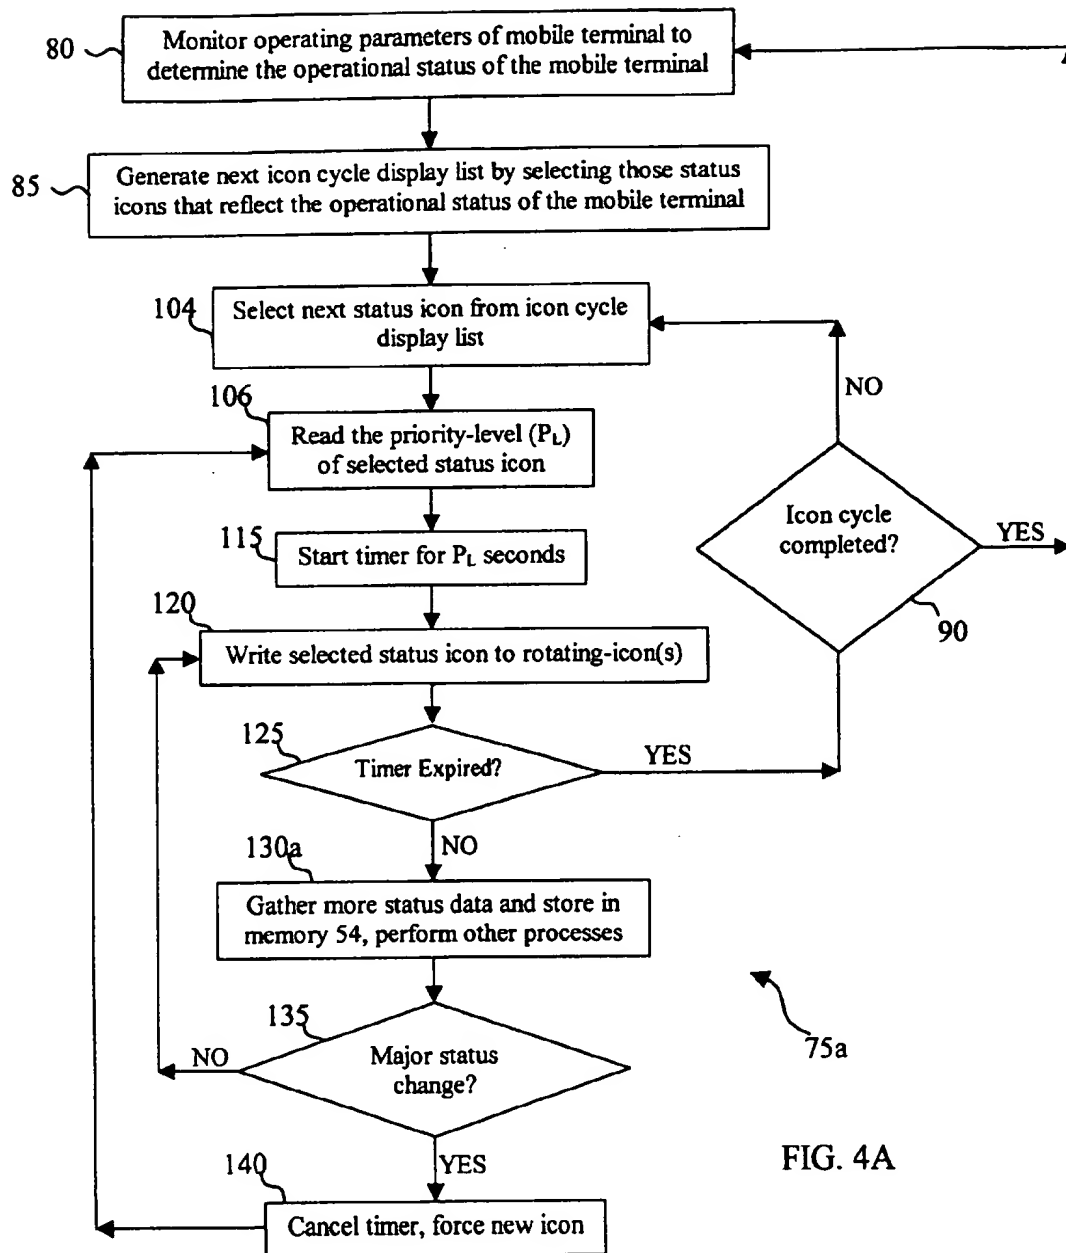 80
Monitor operating parameters of mobile terminal to
determine the operational status of the mobile terminal
85
Generate next icon cycle display list by selecting those status
icons that reflect the operational status of the mobile terminal
104
Select next status icon from icon cycle
display list
NO
106
Read the priority-level (PL)
of selected status icon
Icon cycle
completed?
YES
90
115
Start timer for PL seconds
120
Write selected status icon to rotating-icon(s)
125
Timer Expired?
YES
NO
130a
Gather more status data and store in
memory 54, perform other processes
135
Major status
change?
NO
75a
YES
140
Cancel timer, force new icon
FIG. 4A